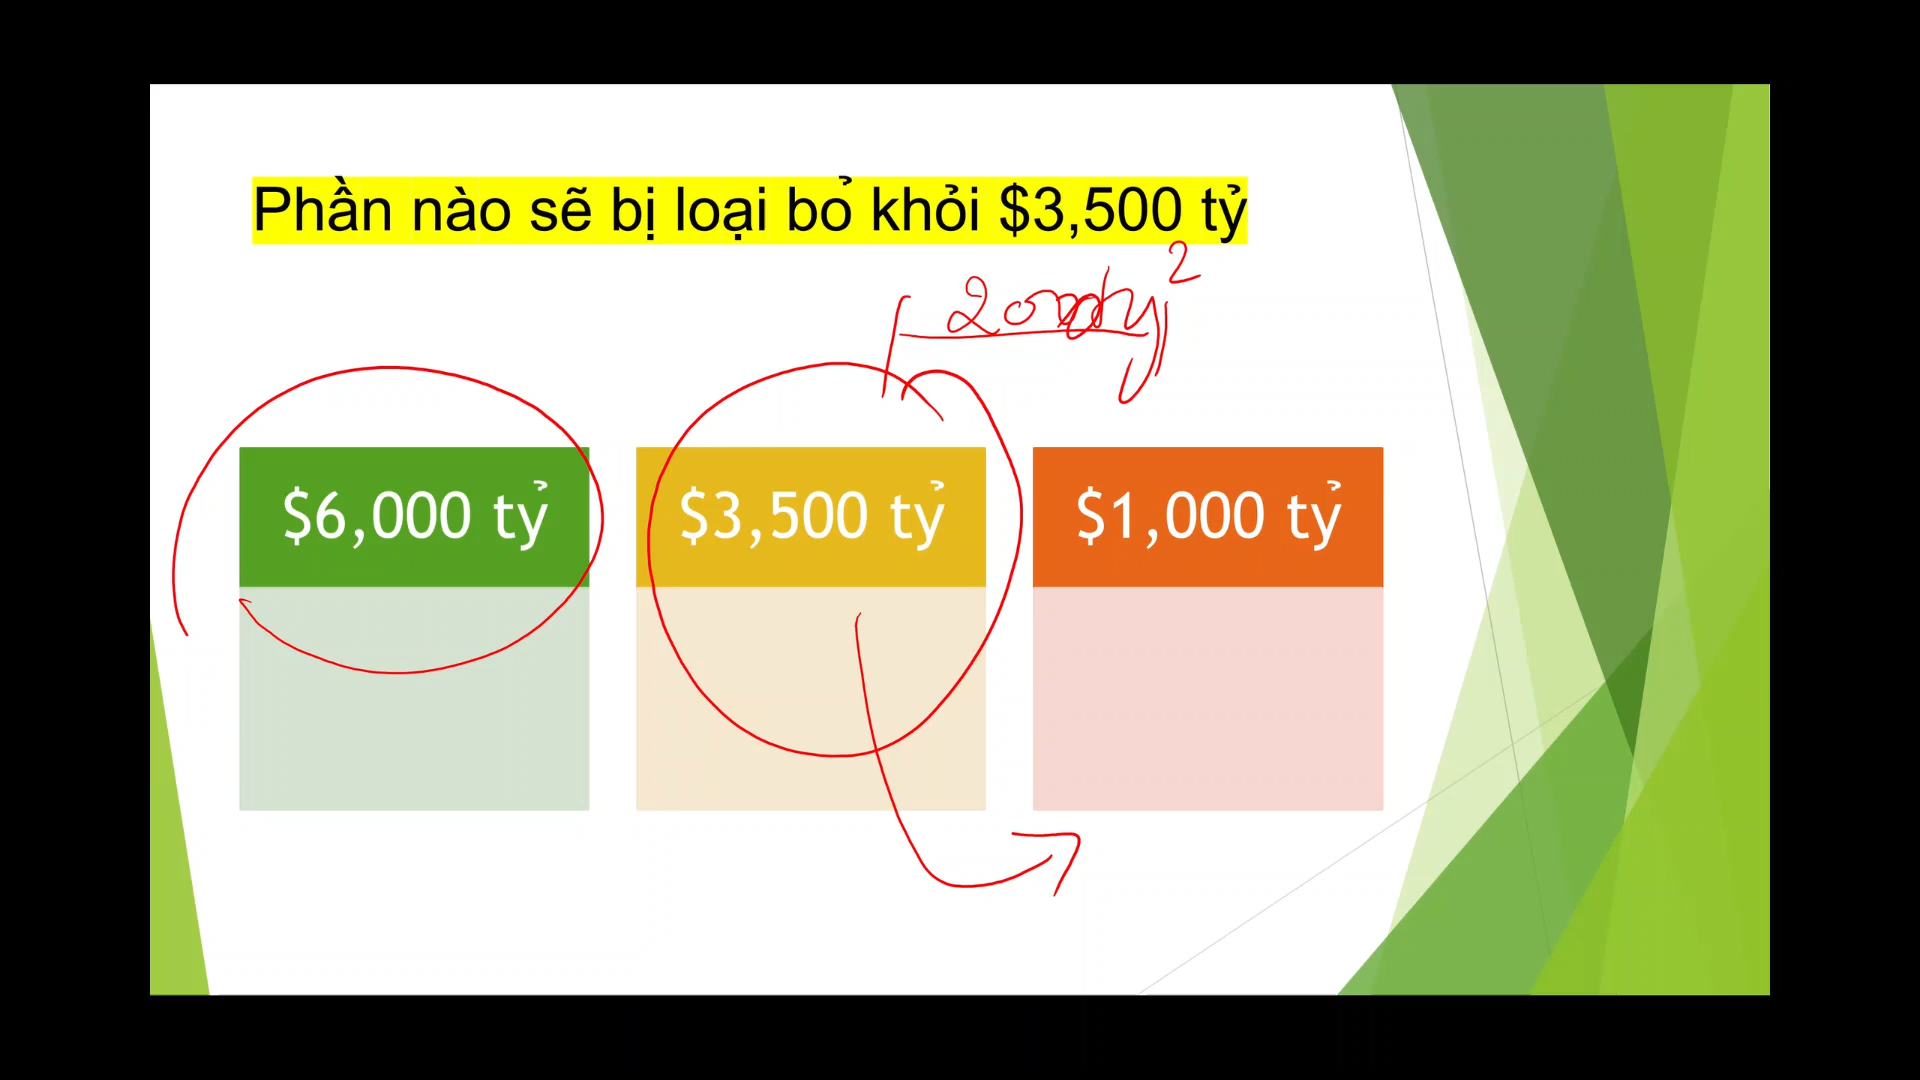 Phần nào sẽ bị loại bỏ khỏi $3,500 tỷ
2
$6,000 tỷ
$3,500 tỷ
$1,000 tỷ